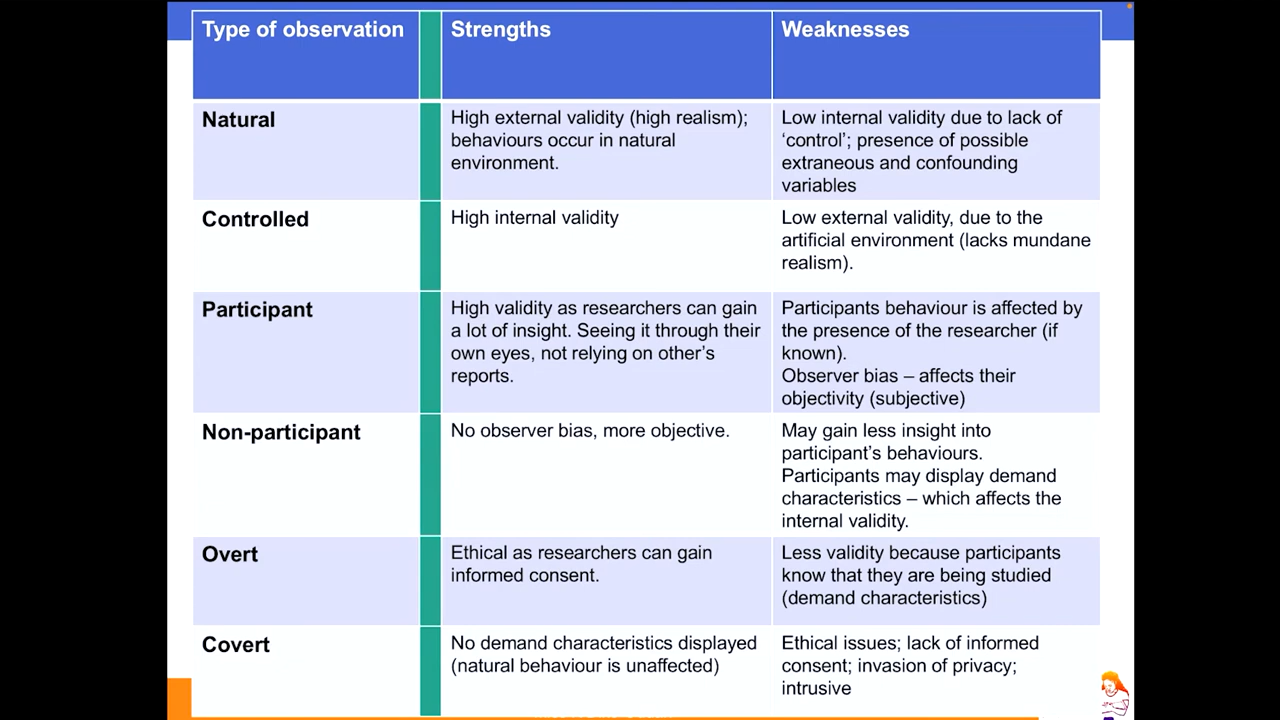 Type of observation
Strengths
Weaknesses
Natural
High external validity (high realism);
behaviours occur in natural
environment.
Low internal validity due to lack of
‘control’; presence of possible
extraneous and confounding
variables
Controlled
High internal validity
Low external validity, due to the
artificial environment (lacks mundane
realism).
Participant
High validity as researchers can gain
a lot of insight. Seeing it through their
own eyes, not relying on other’s
reports.
Participants behaviour is affected by
the presence of the researcher (if
known).
Observer bias – affects their
objectivity (subjective)
Non-participant
No observer bias, more objective.
May gain less insight into
participant’s behaviours.
Participants may display demand
characteristics – which affects the
internal validity.
Overt
Ethical as researchers can gain
informed consent.
Less validity because participants
know that they are being studied
(demand characteristics)
Covert
No demand characteristics displayed
(natural behaviour is unaffected)
Ethical issues; lack of informed
consent; invasion of privacy;
intrusive